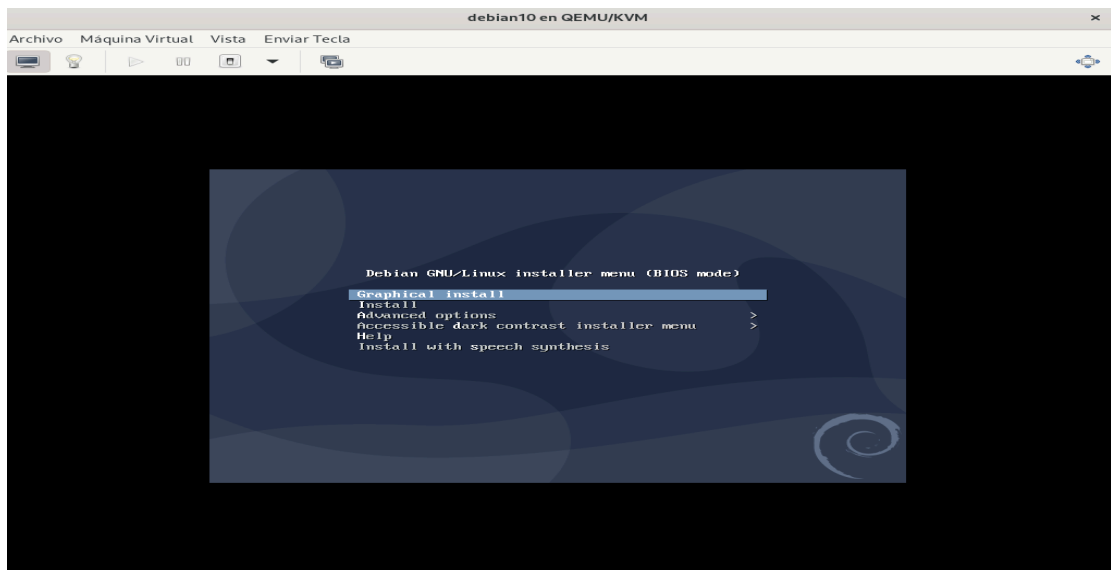 debian10 en QEMU/KVM
Archivo Máquina Virtual Vista Enviar Tecla
Debian GNU/Linux installer menu (BIOS mode)
Graphical install
Install
Advanced options >
Accessible dark contrast installer menu >
Help
Install with speech synthesis